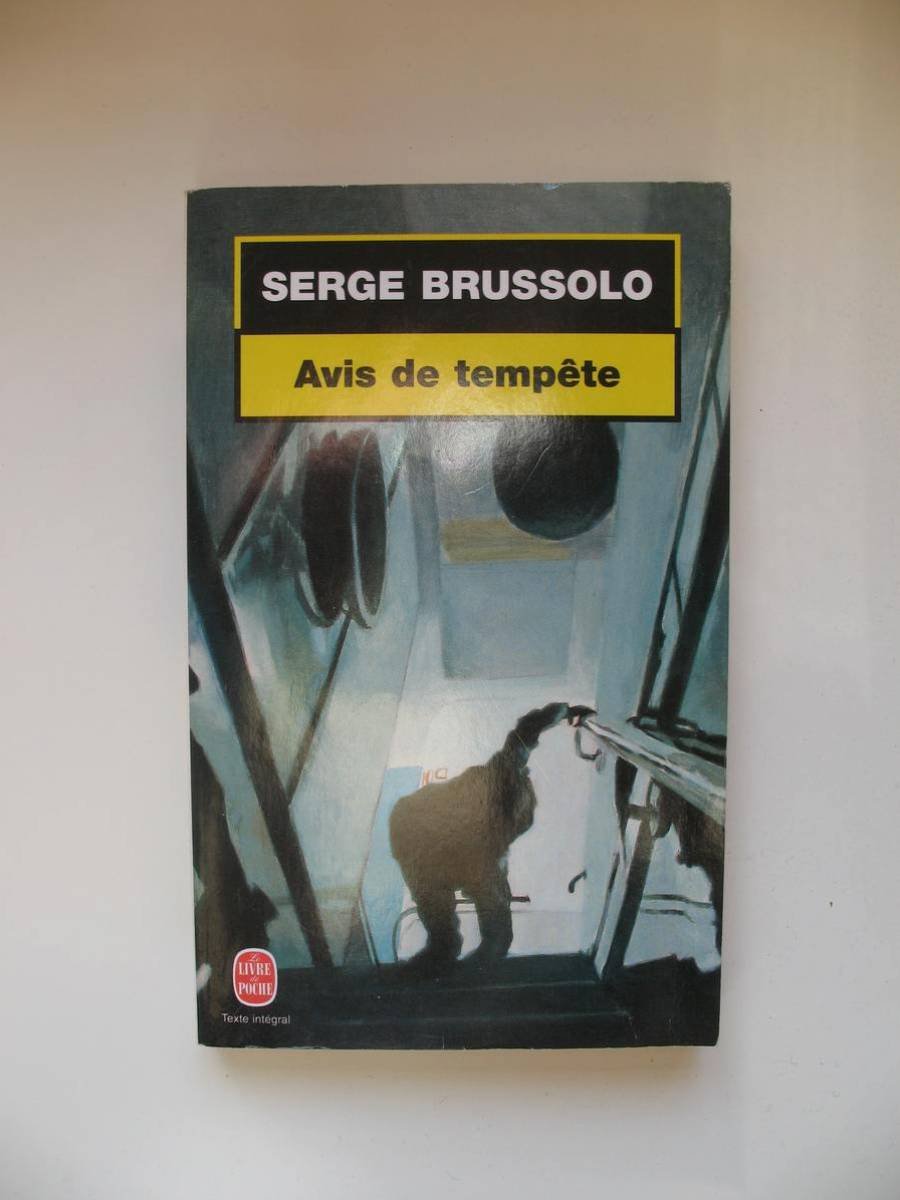 SERGE BRUSSOLO
Avis de tempête
Le
LIVRE
de
POCHE
Texte intégral